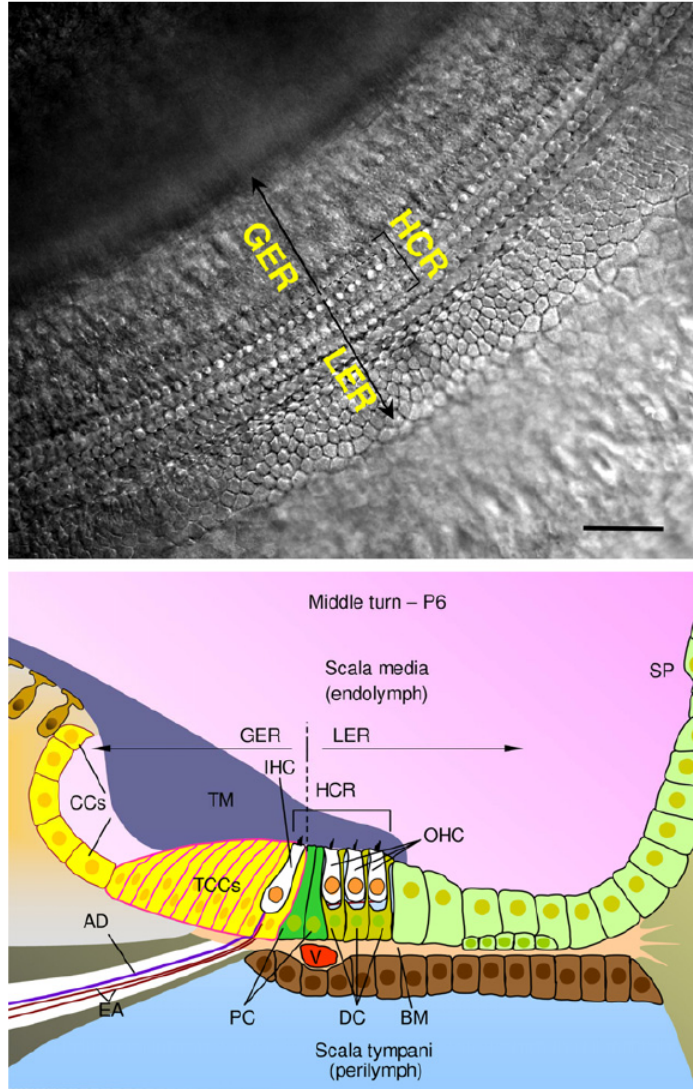 GER
HCR
LER
Middle turn – P6
Scala media
(endolymph)
SP
GER
LER
IHC
HCR
CCs
TM
OHC
TCCs
AD
V
EA
PC
DC
BM
Scala tympani
(perilymph)